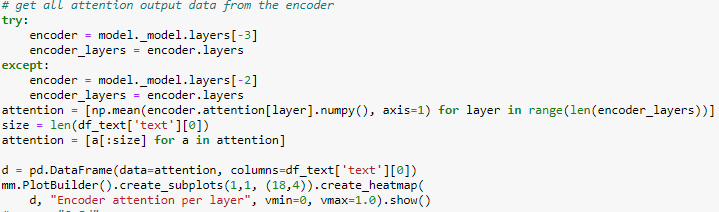 # get all attention output data from the encoder
try:
    encoder = model._model.layers[-3]
    encoder_layers = encoder.layers
except:
    encoder = model._model.layers[-2]
    encoder_layers = encoder.layers
attention = [np.mean(encoder.attention[layer].numpy(), axis=1) for layer in range(len(encoder_layers))]
size = len(df_text['text'][0])
attention = [a[:size] for a in attention]

d = pd.DataFrame(data=attention, columns=df_text['text'][0])
mm.PlotBuilder().create_subplots(1,1, (18,4)).create_heatmap(
    d, "Encoder attention per layer", vmin=0, vmax=1.0).show()